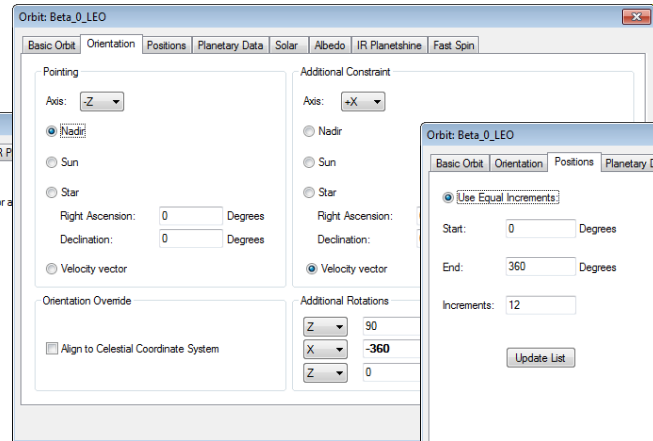 Orbit: Beta_0_LEO
Basic Orbit Orientation Positions Planetary Data Solar Albedo IR Planetshine Fast Spin
Pointing
Axis: -Z
Nadir
Sun
Star
Right Ascension: 0 Degrees
Declination: 0 Degrees
Velocity vector
Additional Constraint
Axis: +X
Nadir
Sun
Star
Right Ascension:
Declination:
Velocity vector
Orientation Override
Align to Celestial Coordinate System
Additional Rotations
Z 90
X -360
Z 0
Orbit: Beta_0_LEO
Basic Orbit Orientation Positions Planetary
Use Equal Increments:
Start: 0 Degrees
End: 360 Degrees
Increments: 12
Update List